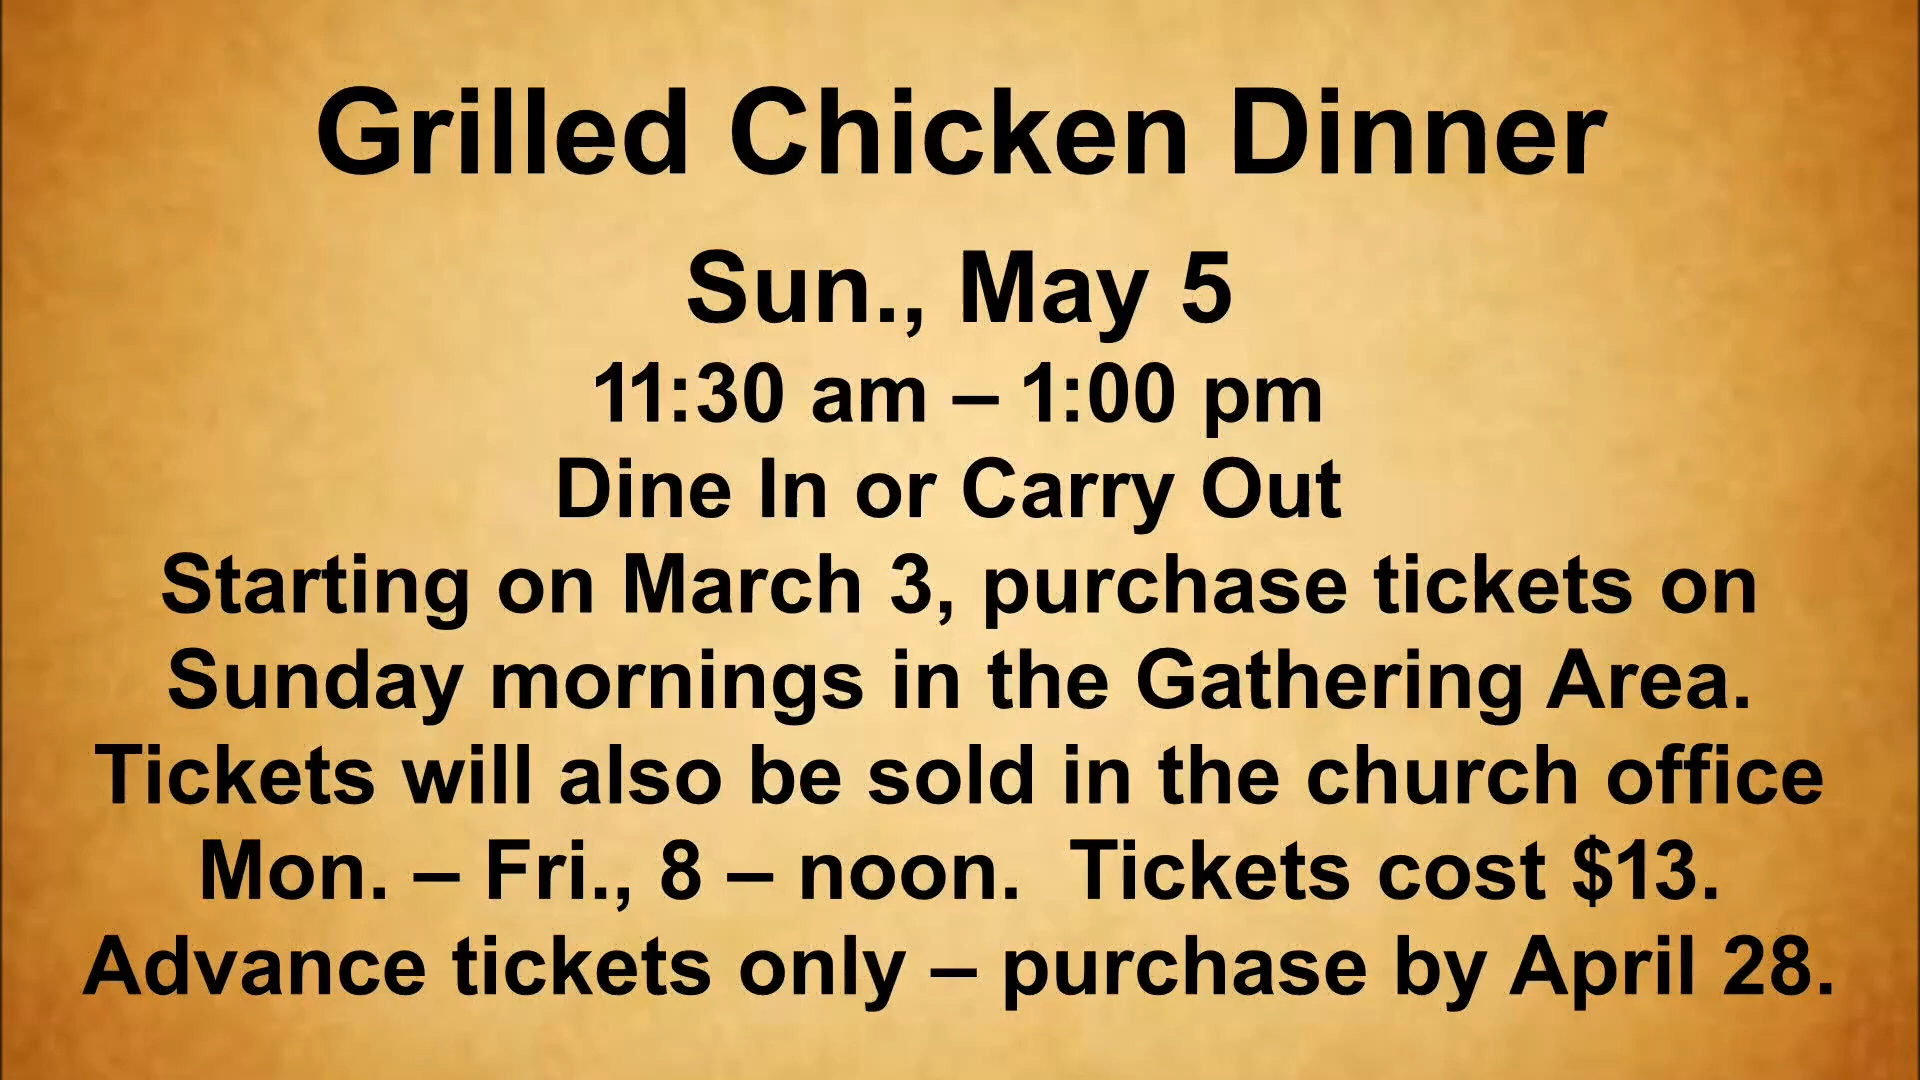 Grilled Chicken Dinner
Sun., May 5
11:30 am – 1:00 pm
Dine In or Carry Out
Starting on March 3, purchase tickets on
Sunday mornings in the Gathering Area.
Tickets will also be sold in the church office
Mon. – Fri., 8 – noon.  Tickets cost $13.
Advance tickets only – purchase by April 28.